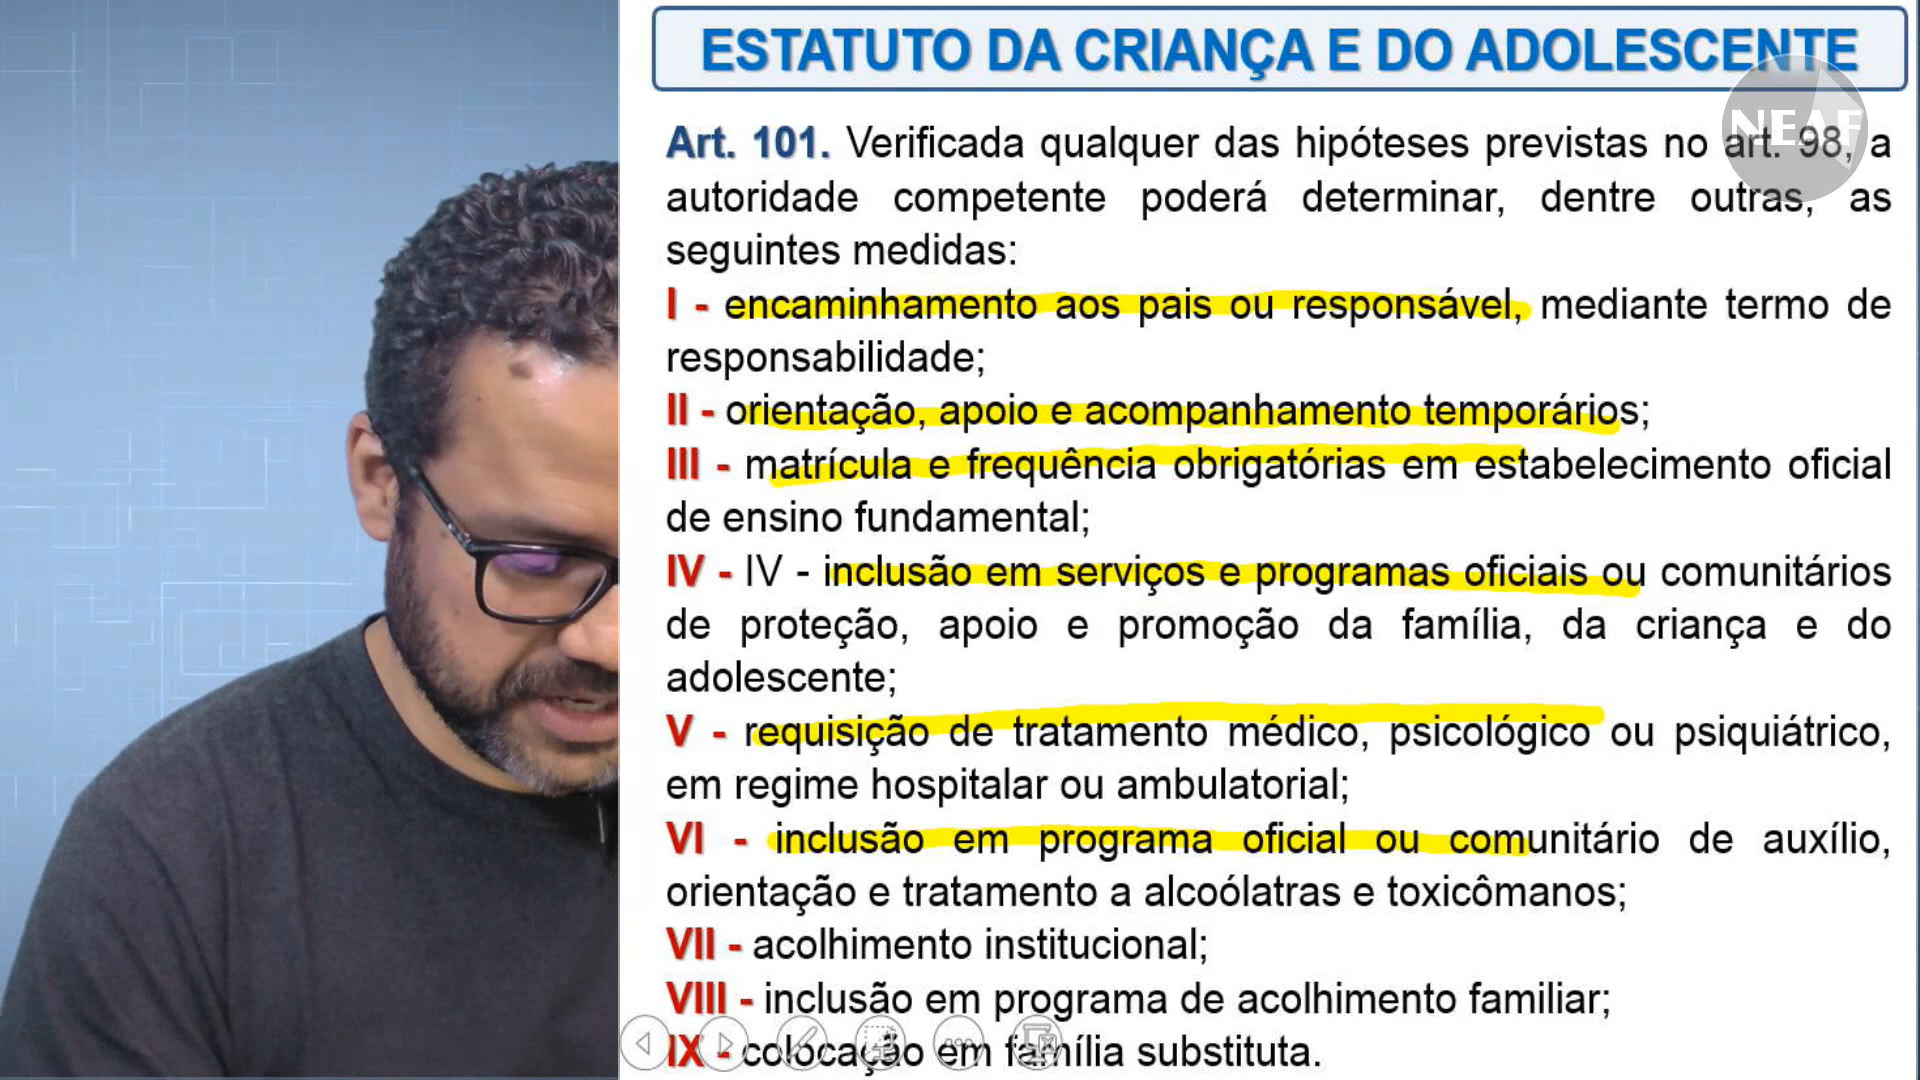 ESTATUTO DA CRIANÇA E DO ADOLESCENTE
NEAF
Art. 101. Verificada qualquer das hipóteses previstas no art. 98, a
autoridade competente poderá determinar, dentre outras, as
seguintes medidas:
I - encaminhamento aos pais ou responsável, mediante termo de
responsabilidade;
II - orientação, apoio e acompanhamento temporários;
III - matrícula e frequência obrigatórias em estabelecimento oficial
de ensino fundamental;
IV - IV - inclusão em serviços e programas oficiais ou comunitários
de proteção, apoio e promoção da família, da criança e do
adolescente;
V - requisição de tratamento médico, psicológico ou psiquiátrico,
em regime hospitalar ou ambulatorial;
VI - inclusão em programa oficial ou comunitário de auxílio,
orientação e tratamento a alcoólatras e toxicômanos;
VII - acolhimento institucional;
VIII - inclusão em programa de acolhimento familiar;
IX - colocação em família substituta.